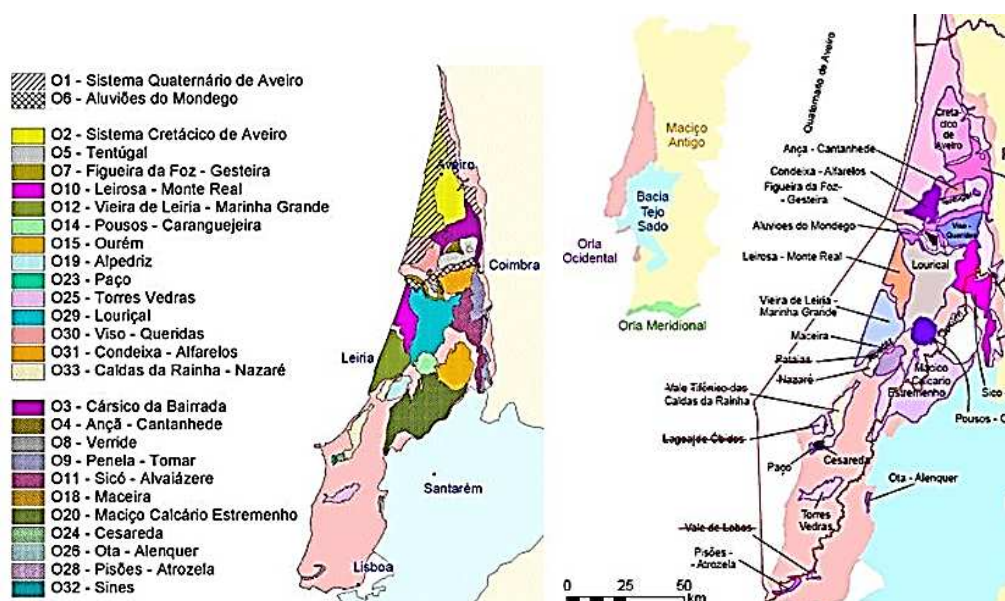 O1 - Sistema Quaternário de Aveiro
O6 - Aluviões do Mondego
O2 - Sistema Cretácico de Aveiro
O5 - Tentúgal
O7 - Figueira da Foz - Gesteira
O10 - Leirosa - Monte Real
O12 - Vieira de Leiria - Marinha Grande
O14 - Pousos - Caranguejeira
O15 - Ourém
O19 - Alpedriz
O23 - Paço
O25 - Torres Vedras
O29 - Louriçal
O30 - Viso - Queridas
O31 - Condeixa - Alfarelos
O33 - Caldas da Rainha - Nazaré
O3 - Cársico da Bairrada
O4 - Ançã - Cantanhede
O8 - Verride
O9 - Penela - Tomar
O11 - Sicó - Alvaiázere
O18 - Maceira
O20 - Maciço Calcário Estremenho
O24 - Cesareda
O26 - Ota - Alenquer
O28 - Pisões - Atrozela
O32 - Sines
Aveiro
Coimbra
Leiria
Santarém
Lisboa
Maciço
Antigo
Bacia
Tejo
Sado
Orla
Ocidental
Orla Meridional
Quaternário de Aveiro
Cretá-
cico de
Aveiro
Ança - Cantanhede
Condeixa - Alfarelos
Figueira da Foz-
Gesteira
Aluvioes do Mondego
Viso -
Queridas
Leirosa - Monte Real
Lourical
Vieira de Leiria -
Marinha Grande
Maceira
Pataias
Nazaré
Maciço
Calcário
Estremenho
Sico
Pousos - C
Vale Tifónico das
Caldas da Rainha
Lagoa de Óbidos
Paço
Cesareda
Ota - Alenquer
Torres
Vedras
Vale de Lobos
Pisões -
- Atrozela
0 25 50
km